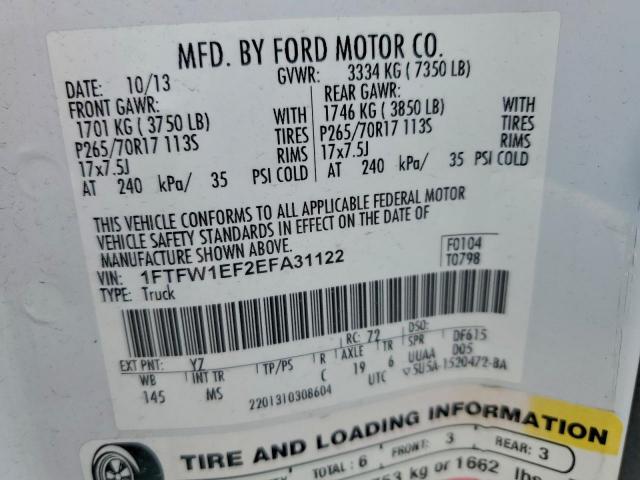 MFD. BY FORD MOTOR CO.
DATE: 10/13 GVWR: 3334 KG ( 7350 LB)
FRONT GAWR: REAR GAWR:
1701 KG ( 3750 LB) WITH 1746 KG ( 3850 LB) WITH
P265/70R17 113S TIRES P265/70R17 113S TIRES
17x7.5J RIMS 17x7.5J RIMS
AT 240 kPa/ 35 PSI COLD AT 240 kPa/ 35 PSI COLD
THIS VEHICLE CONFORMS TO ALL APPLICABLE FEDERAL MOTOR
VEHICLE SAFETY STANDARDS IN EFFECT ON THE DATE OF
MANUFACTURE SHOWN ABOVE. F0104
VIN: 1FTFW1EF2EFA31122 T0798
TYPE: Truck
EXT PNT: YZ RC: 72 DSO:
WB INT TR TP/PS R AXLE TR SPR DF615
145 MS C 19 6 UUAA D05
2201310308604 UTC 5U5A-1520472-BA
TIRE AND LOADING INFORMATION
TOTAL : 6 FRONT: 3 REAR: 3
kg or 1662 lbs